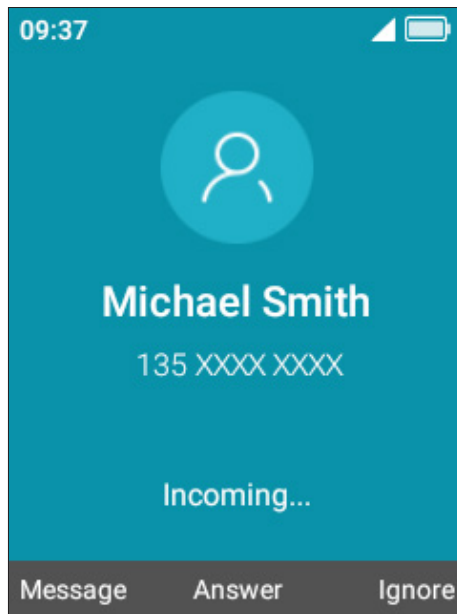 09:37
Michael Smith
135 XXXX XXXX
Incoming...
Message Answer Ignore